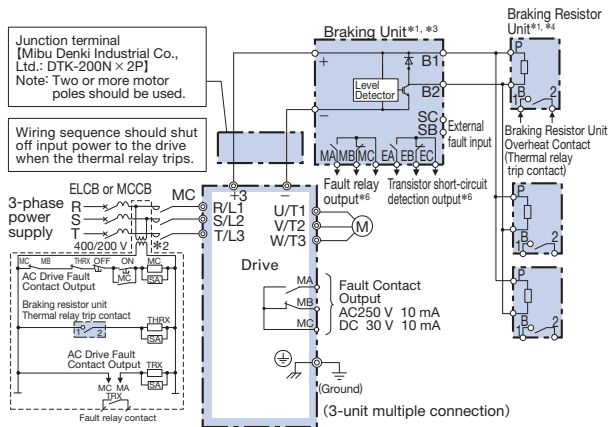 Junction terminal
【Mibu Denki Industrial Co.,
Ltd.: DTK-200N × 2P】
Note: Two or more motor
poles should be used.
Wiring sequence should shut
off input power to the drive
when the thermal relay trips.
Braking Unit*1, *3
+
−
Level
Detector
B1
B2
SC
SB
External
fault input
MA MB MC EA EB EC
Fault relay
output*6
Transistor short-circuit
detection output*6
Braking Resistor
Unit*1, *4
P
B
1 2
Braking Resistor Unit
Overheat Contact
(Thermal relay
trip contact)
P
B
1 2
P
B
1 2
ELCB or MCCB
MC
3-phase
power
supply
R
S
T
400/200 V
*2
+3 −
R/L1
S/L2
T/L3
U/T1
V/T2
W/T3
M
Drive
MA
MB
MC
Fault Contact
Output
AC250 V 10 mA
DC 30 V 10 mA
(Ground)
(3-unit multiple connection)
MC MB THRX OFF ON MC
SA
MC
AC Drive Fault
Contact Output
Braking resistor unit
Thermal relay trip contact
1 2
THRX
SA
AC Drive Fault
Contact Output
TRX
SA
MC MA
TRX
Fault relay contact